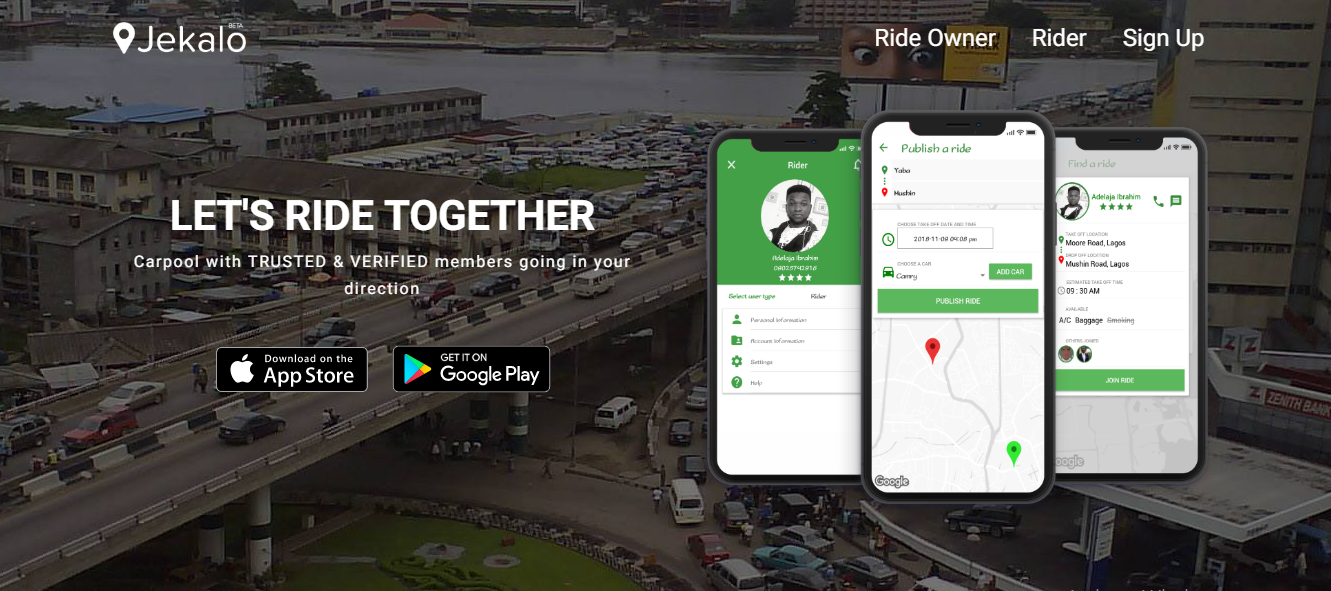 Jekalo
BETA
Ride Owner Rider Sign Up
LET'S RIDE TOGETHER
Carpool with TRUSTED & VERIFIED members going in your
direction
Download on the
App Store
GET IT ON
Google Play
Rider
Adelaja Ibrahim
Select user type Rider
Personal Information
Account Information
Settings
Help
Publish a ride
Yaba
Mushin
CHOOSE TAKE OFF DATE AND TIME
2018-11-09 04:08 pm
CHOOSE A CAR
Camry
ADD CAR
PUBLISH RIDE
Google
Find a ride
Adelaja Ibrahim
TAKE OFF LOCATION
Moore Road, Lagos
DROP OFF LOCATION
Mushin Road, Lagos
ESTIMATED TAKE OFF TIME
09 : 30 AM
AVAILABLE
A/C Baggage Smoking
OTHERS JOINED
JOIN RIDE
oogle
ZENITH BANK